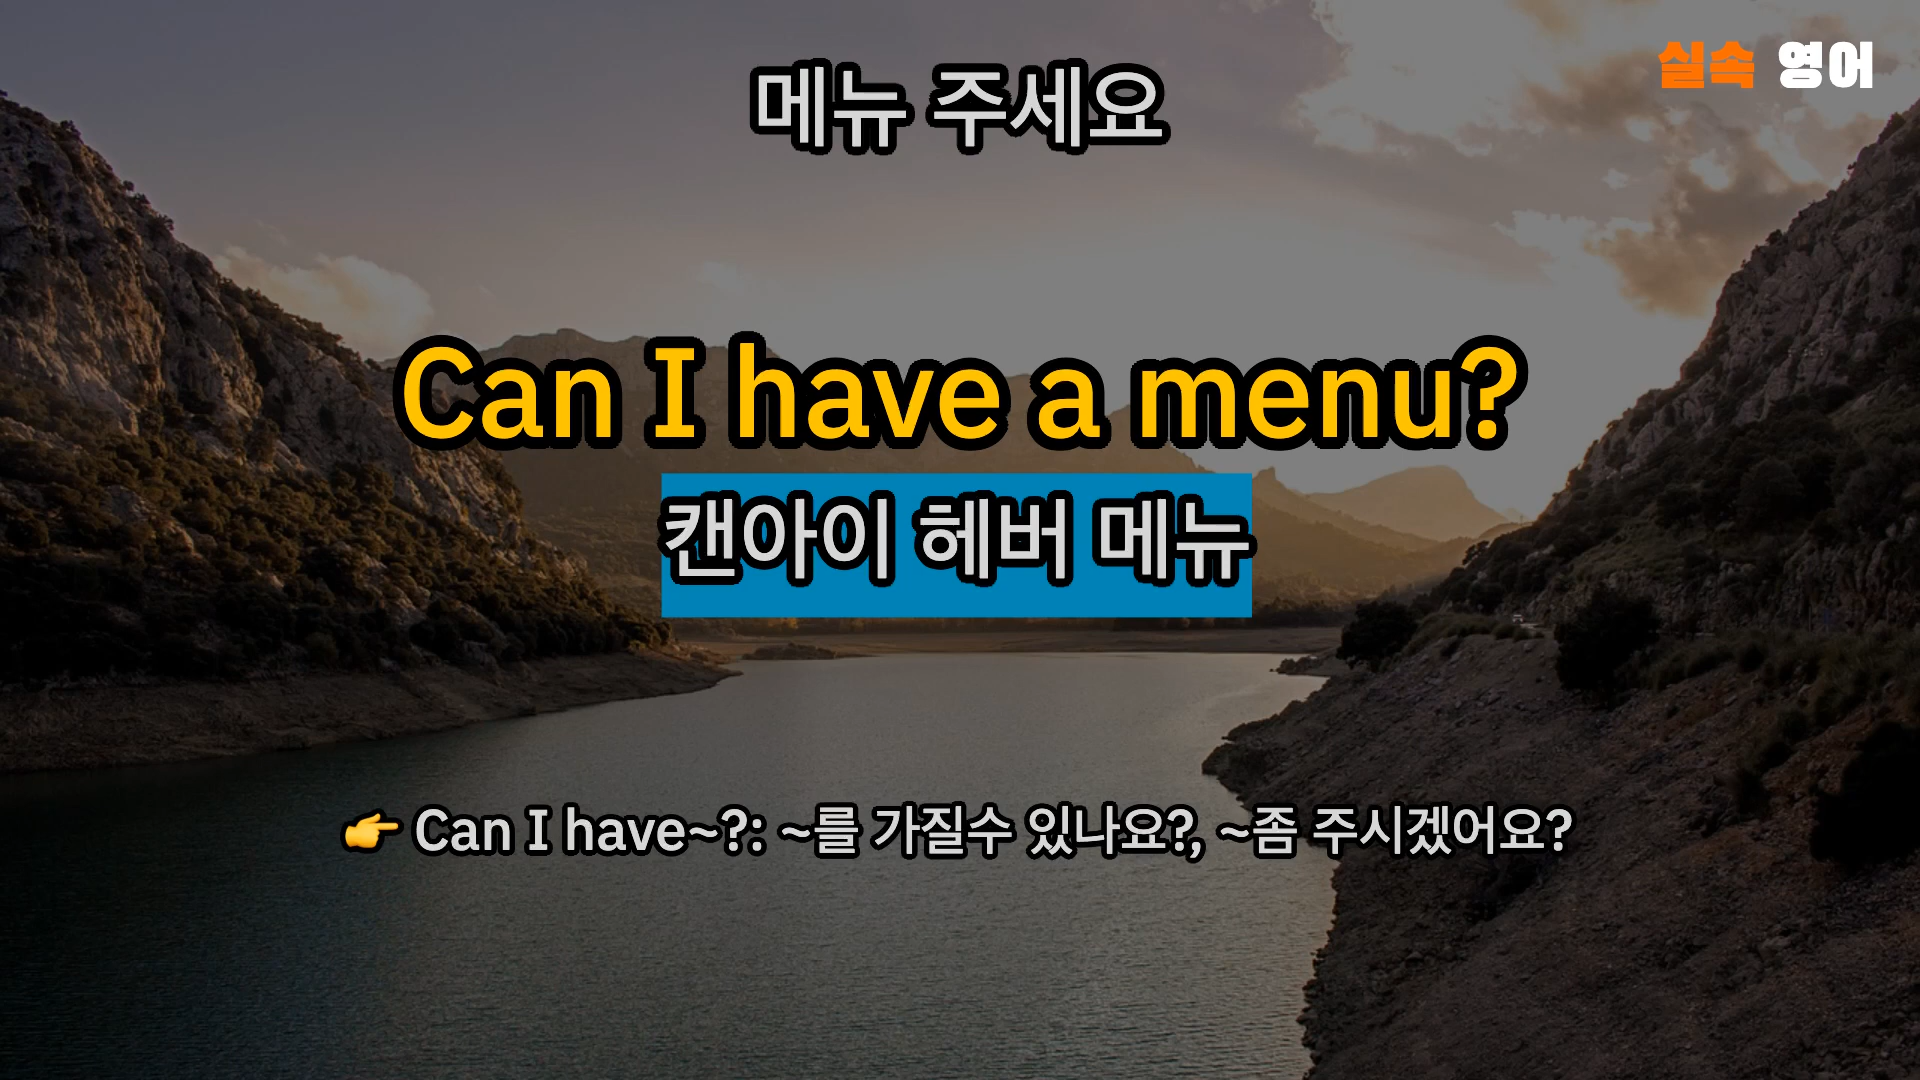 실속 영어
메뉴 주세요
Can I have a menu?
캔아이 헤버 메뉴
👉 Can I have~?: ~를 가질수 있나요?, ~좀 주시겠어요?